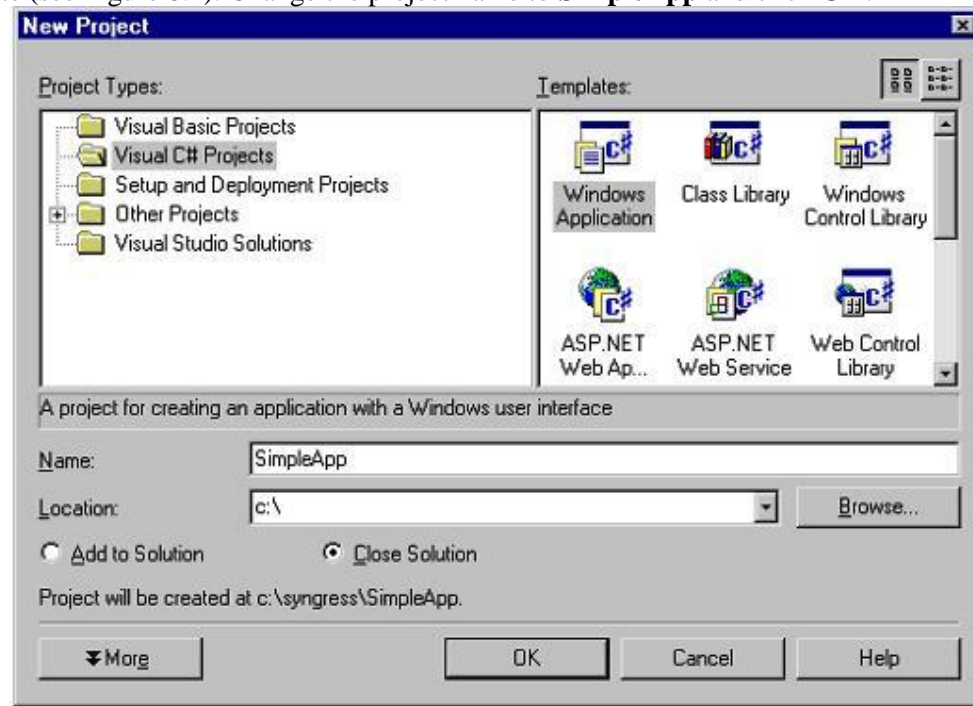 New Project
Project Types:
Templates:
Visual Basic Projects
Visual C# Projects
Setup and Deployment Projects
Other Projects
Visual Studio Solutions
Windows Application
Class Library
Windows Control Library
ASP.NET Web Ap...
ASP.NET Web Service
Web Control Library
A project for creating an application with a Windows user interface
Name:
SimpleApp
Location:
c:\
Browse...
Add to Solution
Close Solution
Project will be created at c:\syngress\SimpleApp.
More
OK
Cancel
Help